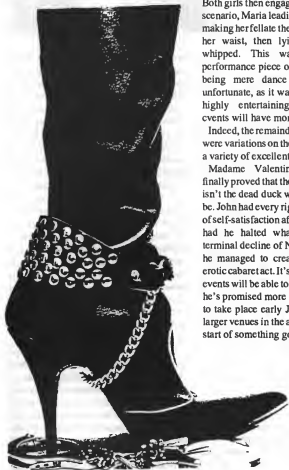 Both girls then engag
scenario, Maria leadi
making her fellate the
her waist, then lyi
whipped. This wa
performance piece o
being mere dance
unfortunate, as it wa
highly entertaining
events will have mor
Indeed, the remaind
were variations on the
a variety of excellent
Madame Valentin
finally proved that the
isn't the dead duck w
be. John had every rig
of self-satisfaction af
had he halted wha
terminal decline of N
he managed to crea
erotic cabaret act. It's
events will be able to
he's promised more
to take place early J
larger venues in the a
start of something go